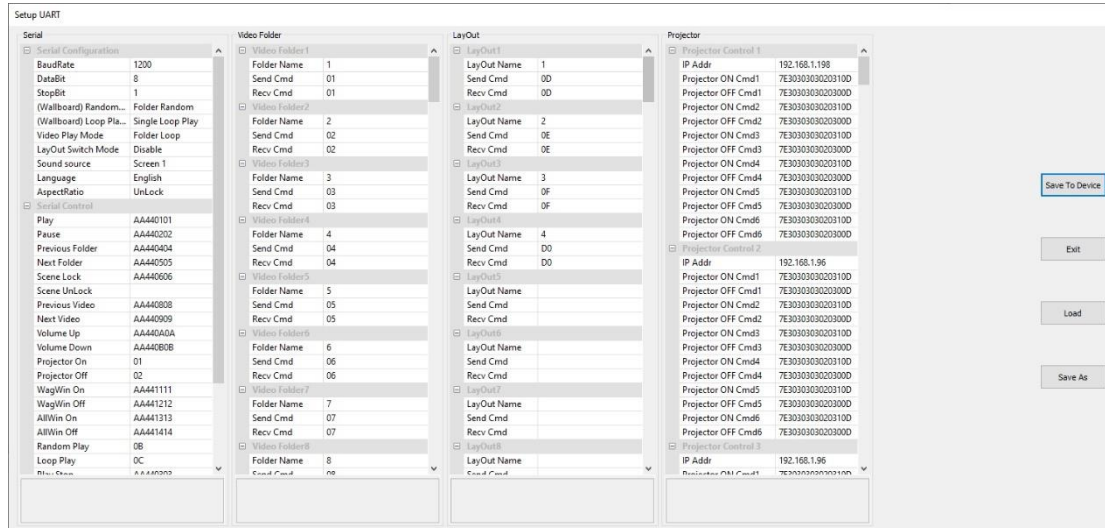 Setup UART
Serial
Serial Configuration
BaudRate 1200
DataBit 8
StopBit 1
(Wallboard) Random... Folder Random
(Wallboard) Loop Pla... Single Loop Play
Video Play Mode Folder Loop
LayOut Switch Mode Disable
Sound source Screen 1
Language English
AspectRatio UnLock
Serial Control
Play AA440101
Pause AA440202
Previous Folder AA440404
Next Folder AA440505
Scene Lock AA440606
Scene UnLock
Previous Video AA440808
Next Video AA440909
Volume Up AA440A0A
Volume Down AA440B0B
Projector On 01
Projector Off 02
WagWin On AA441111
WagWin Off AA441212
AllWin On AA441313
AllWin Off AA441414
Random Play 0B
Loop Play 0C
Play Stop AA440303
Video Folder
Video Folder1
Folder Name 1
Send Cmd 01
Recv Cmd 01
Video Folder2
Folder Name 2
Send Cmd 02
Recv Cmd 02
Video Folder3
Folder Name 3
Send Cmd 03
Recv Cmd 03
Video Folder4
Folder Name 4
Send Cmd 04
Recv Cmd 04
Video Folder5
Folder Name 5
Send Cmd 05
Recv Cmd 05
Video Folder6
Folder Name 6
Send Cmd 06
Recv Cmd 06
Video Folder7
Folder Name 7
Send Cmd 07
Recv Cmd 07
Video Folder8
Folder Name 8
Send Cmd 08
LayOut
LayOut1
LayOut Name 1
Send Cmd 0D
Recv Cmd 0D
LayOut2
LayOut Name 2
Send Cmd 0E
Recv Cmd 0E
LayOut3
LayOut Name 3
Send Cmd 0F
Recv Cmd 0F
LayOut4
LayOut Name 4
Send Cmd D0
Recv Cmd D0
LayOut5
LayOut Name
Send Cmd
Recv Cmd
LayOut6
LayOut Name
Send Cmd
Recv Cmd
LayOut7
LayOut Name
Send Cmd
Recv Cmd
LayOut8
LayOut Name
Send Cmd
Projector
Projector Control 1
IP Addr 192.168.1.198
Projector ON Cmd1 7E3030303020310D
Projector OFF Cmd1 7E3030303020300D
Projector ON Cmd2 7E3030303020310D
Projector OFF Cmd2 7E3030303020300D
Projector ON Cmd3 7E3030303020310D
Projector OFF Cmd3 7E3030303020300D
Projector ON Cmd4 7E3030303020310D
Projector OFF Cmd4 7E3030303020300D
Projector ON Cmd5 7E3030303020310D
Projector OFF Cmd5 7E3030303020300D
Projector ON Cmd6 7E3030303020310D
Projector OFF Cmd6 7E3030303020300D
Projector Control 2
IP Addr 192.168.1.96
Projector ON Cmd1 7E3030303020310D
Projector OFF Cmd1 7E3030303020300D
Projector ON Cmd2 7E3030303020310D
Projector OFF Cmd2 7E3030303020300D
Projector ON Cmd3 7E3030303020310D
Projector OFF Cmd3 7E3030303020300D
Projector ON Cmd4 7E3030303020310D
Projector OFF Cmd4 7E3030303020300D
Projector ON Cmd5 7E3030303020310D
Projector OFF Cmd5 7E3030303020300D
Projector ON Cmd6 7E3030303020310D
Projector OFF Cmd6 7E3030303020300D
Projector Control 3
IP Addr 192.168.1.96
Projector ON Cmd1 7E3030303020310D
Save To Device
Exit
Load
Save As